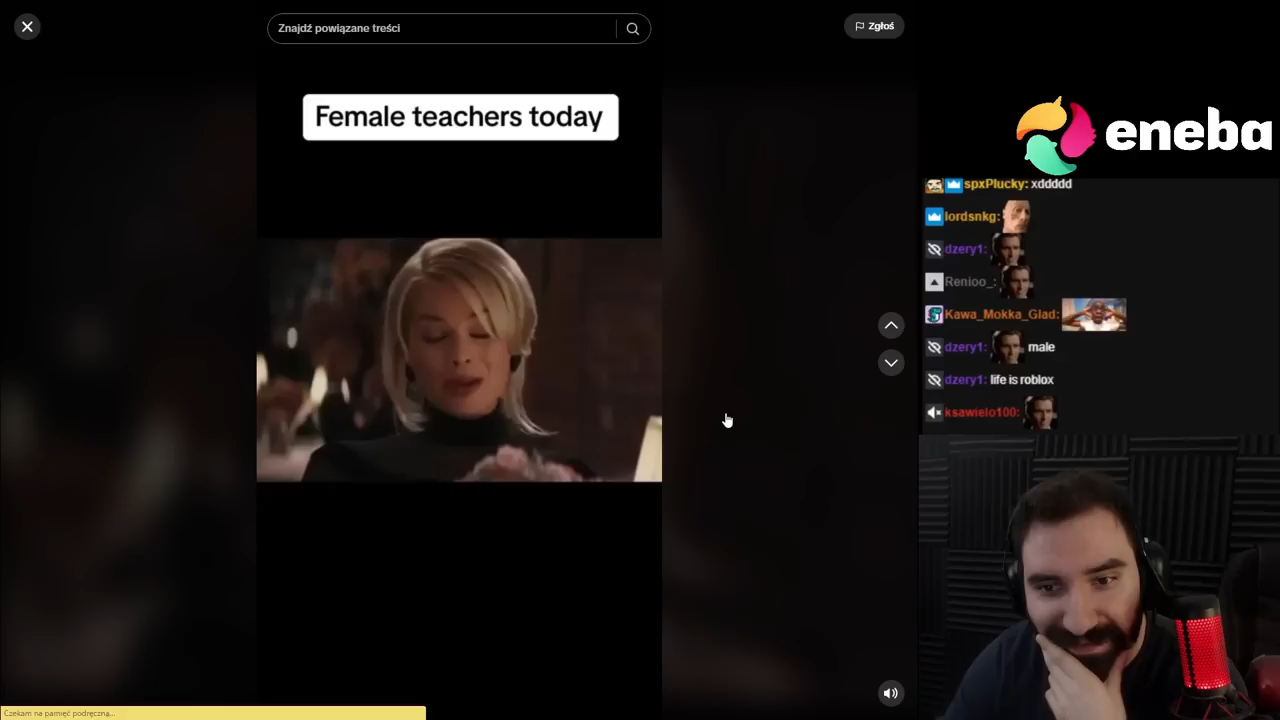 Znajdź powiązane treści
Zgłoś
Female teachers today
eneba
spxPlucky: xddddd
lordsnkg:
dzery1:
Renioo_:
Kawa_Mokka_Glad:
dzery1: male
dzery1: life is roblox
ksawielo100:
Czekam na pamięć podręczną...